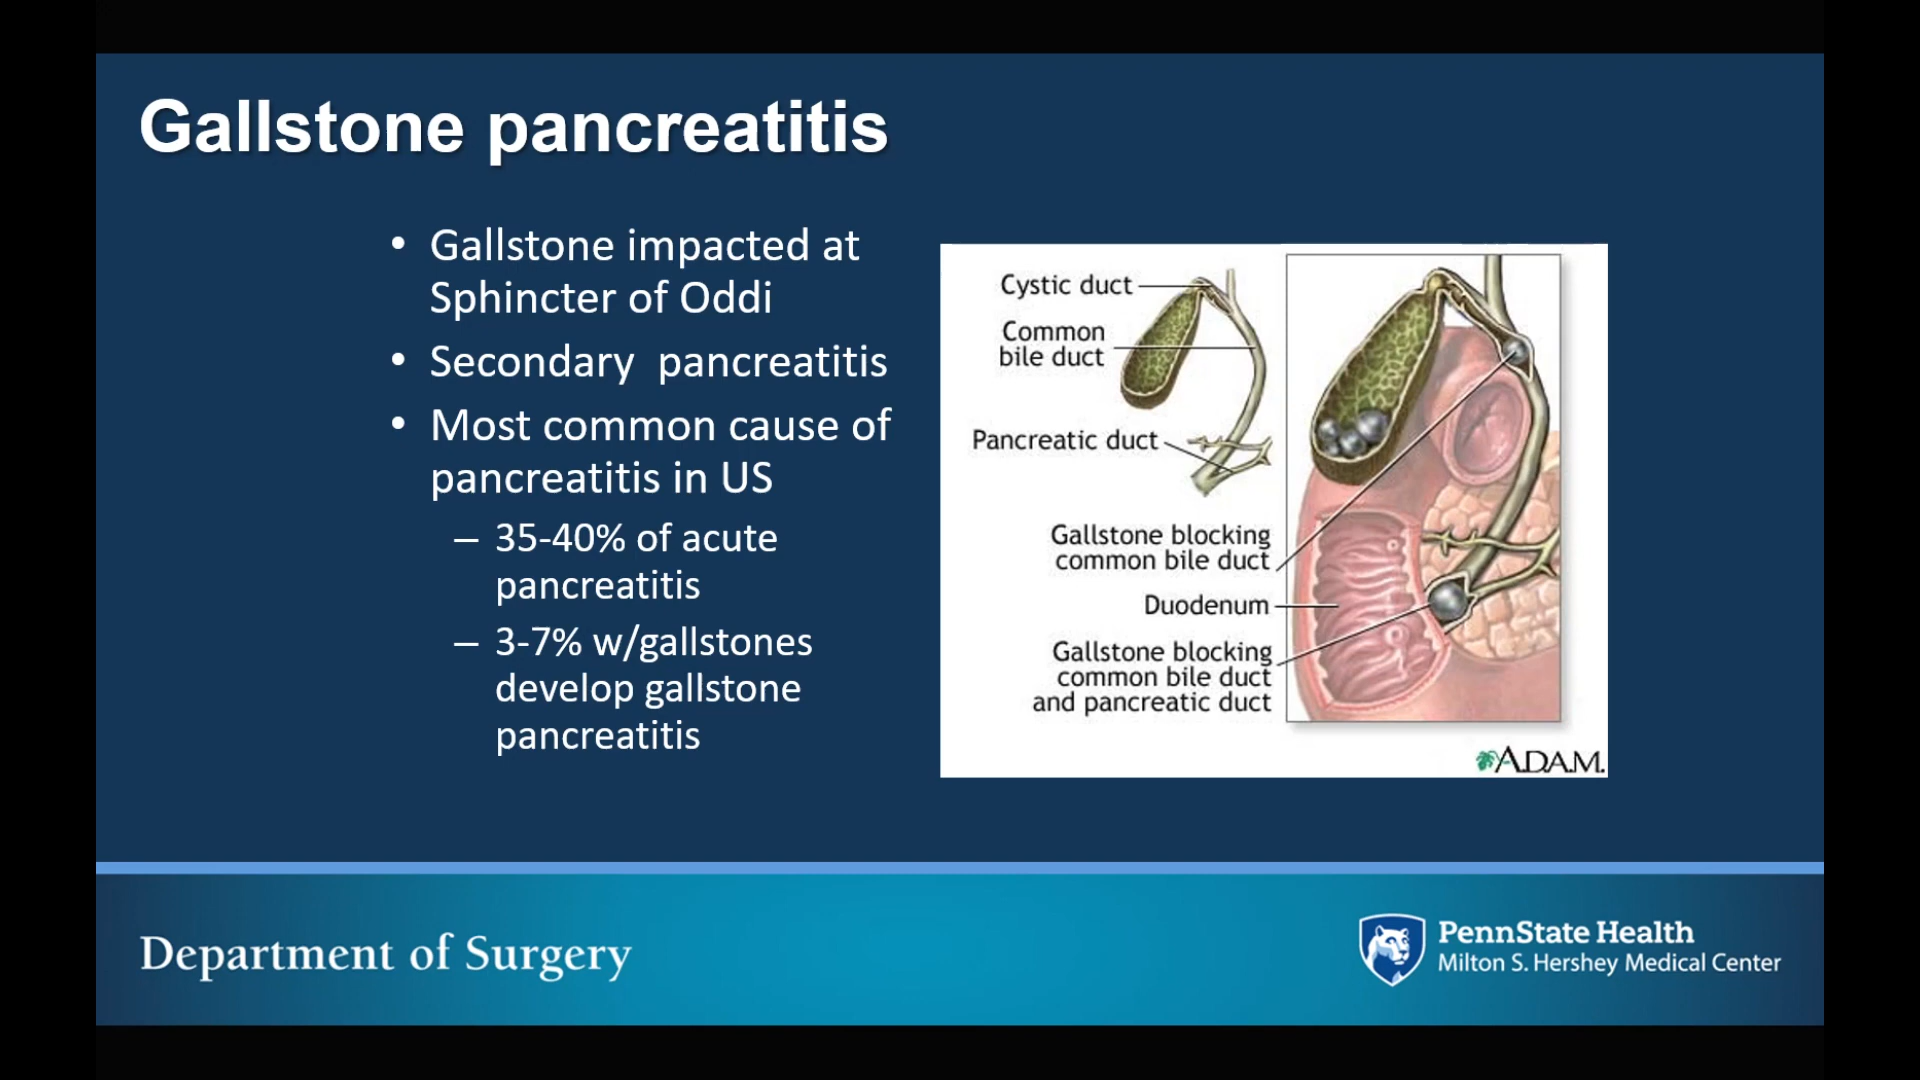 Gallstone pancreatitis
• Gallstone impacted at
Sphincter of Oddi
• Secondary  pancreatitis
• Most common cause of
pancreatitis in US
– 35-40% of acute
pancreatitis
– 3-7% w/gallstones
develop gallstone
pancreatitis
Cystic duct
Common
bile duct
Pancreatic duct
Gallstone blocking
common bile duct
Duodenum
Gallstone blocking
common bile duct
and pancreatic duct
A.D.A.M.
Department of Surgery
PennState Health
Milton S. Hershey Medical Center